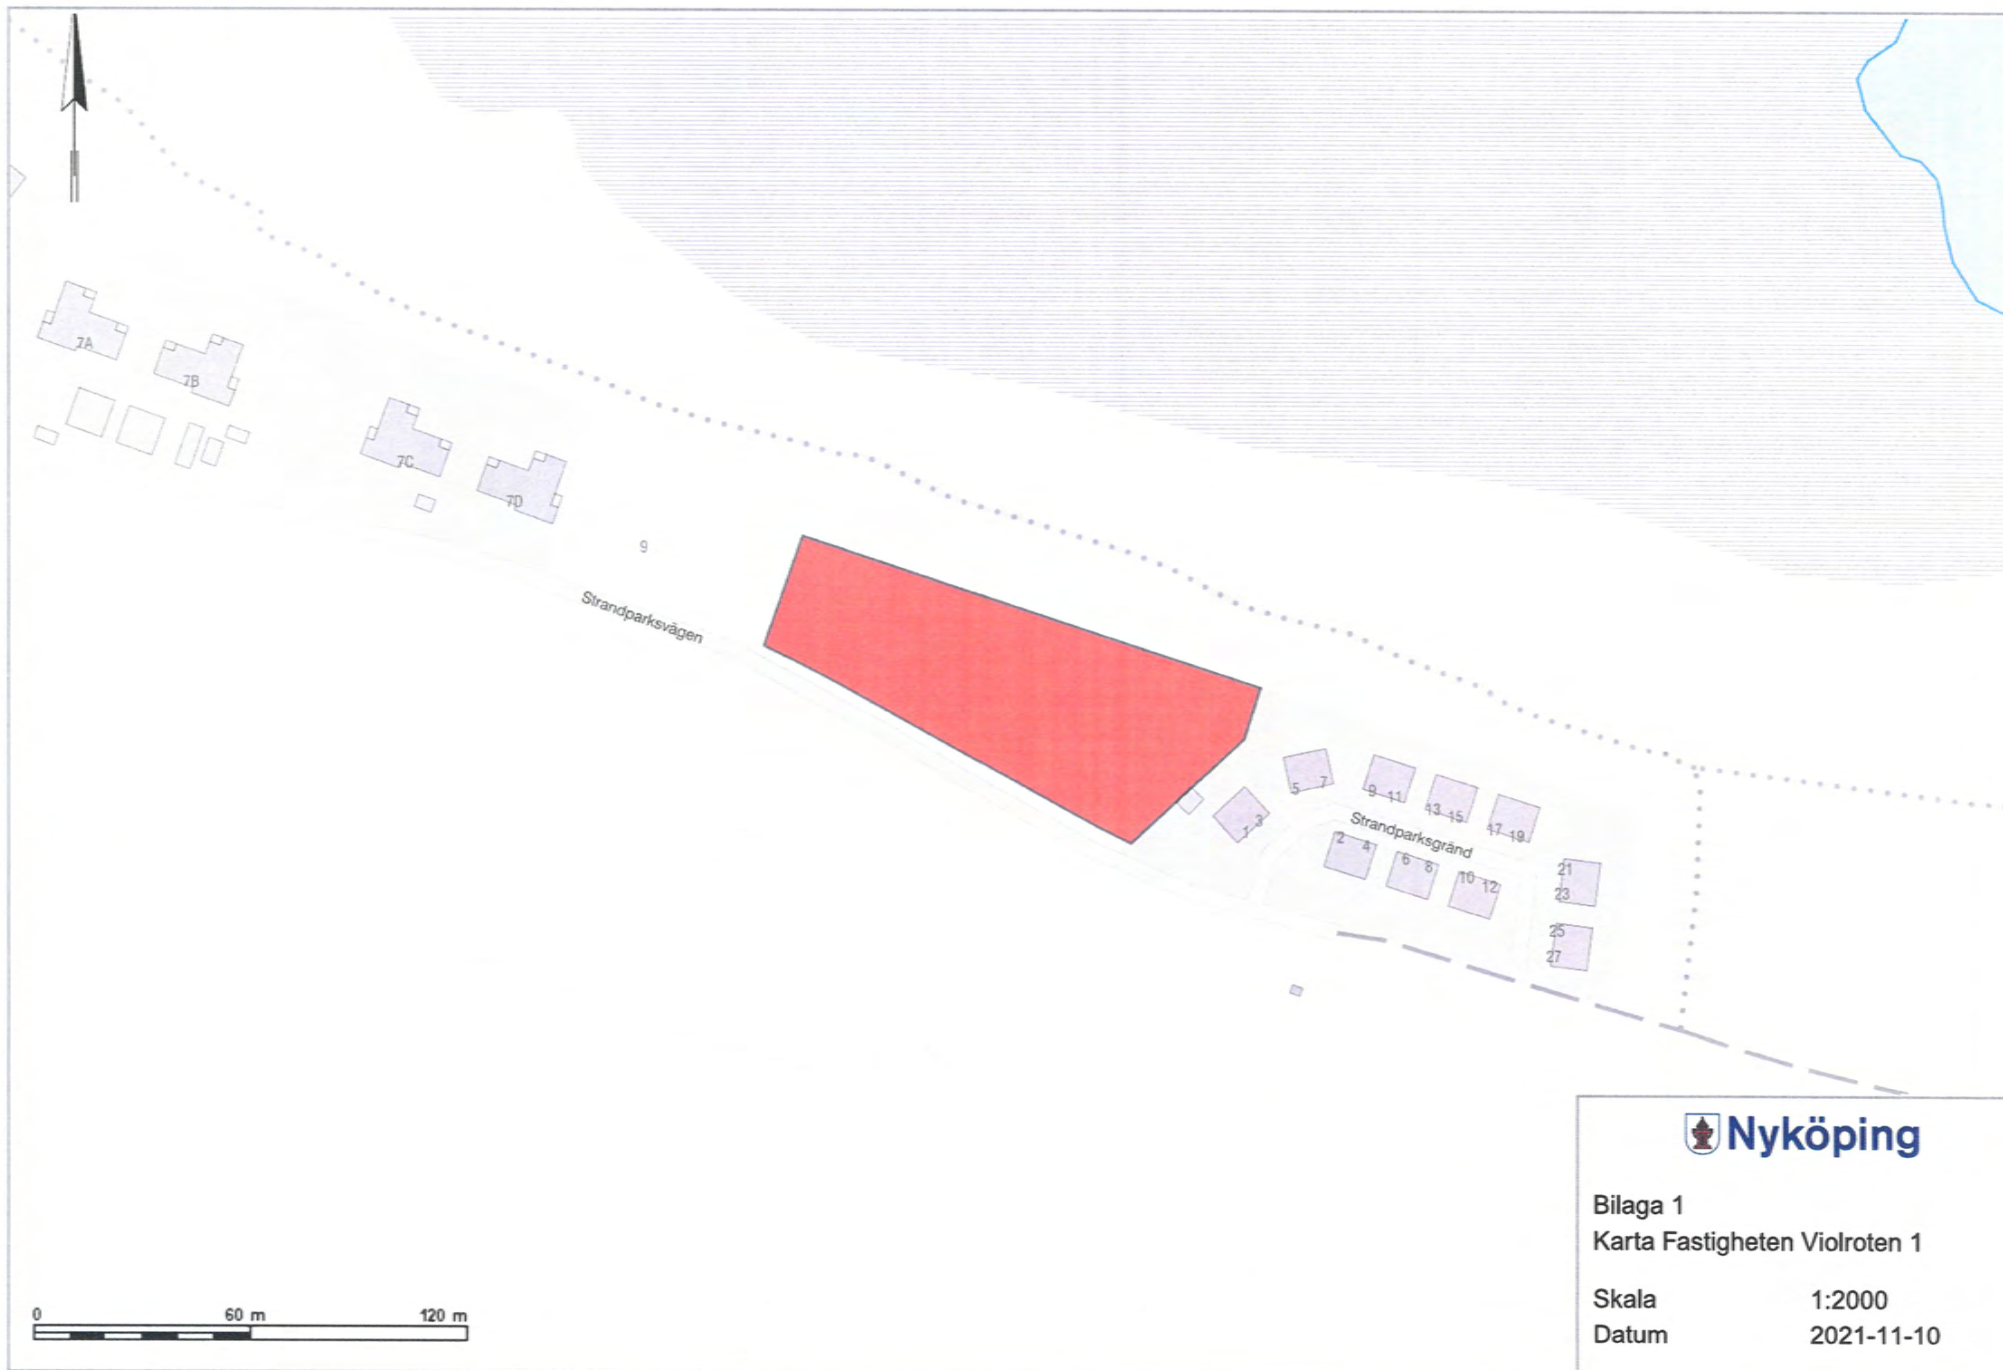 7A
7B
7C
7D
9
Strandparksvägen
5 7
9 11
13 15
17 19
1 3
Strandparksgränd
2 4
6 8
10 12
21
23
25
27
Nyköping
Bilaga 1
Karta Fastigheten Violroten 1
Skala 1:2000
Datum 2021-11-10
0 60 m 120 m